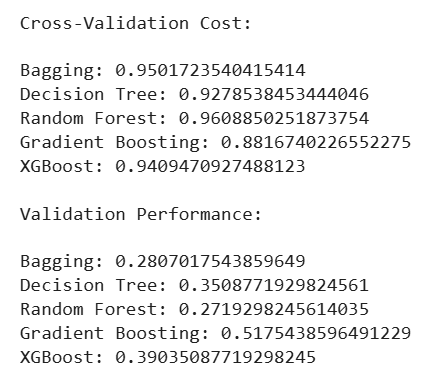 Cross-Validation Cost:
Bagging: 0.9501723540415414
Decision Tree: 0.9278538453444046
Random Forest: 0.9608850251873754
Gradient Boosting: 0.8816740226552275
XGBoost: 0.9409470927488123
Validation Performance:
Bagging: 0.2807017543859649
Decision Tree: 0.3508771929824561
Random Forest: 0.2719298245614035
Gradient Boosting: 0.5175438596491229
XGBoost: 0.39035087719298245